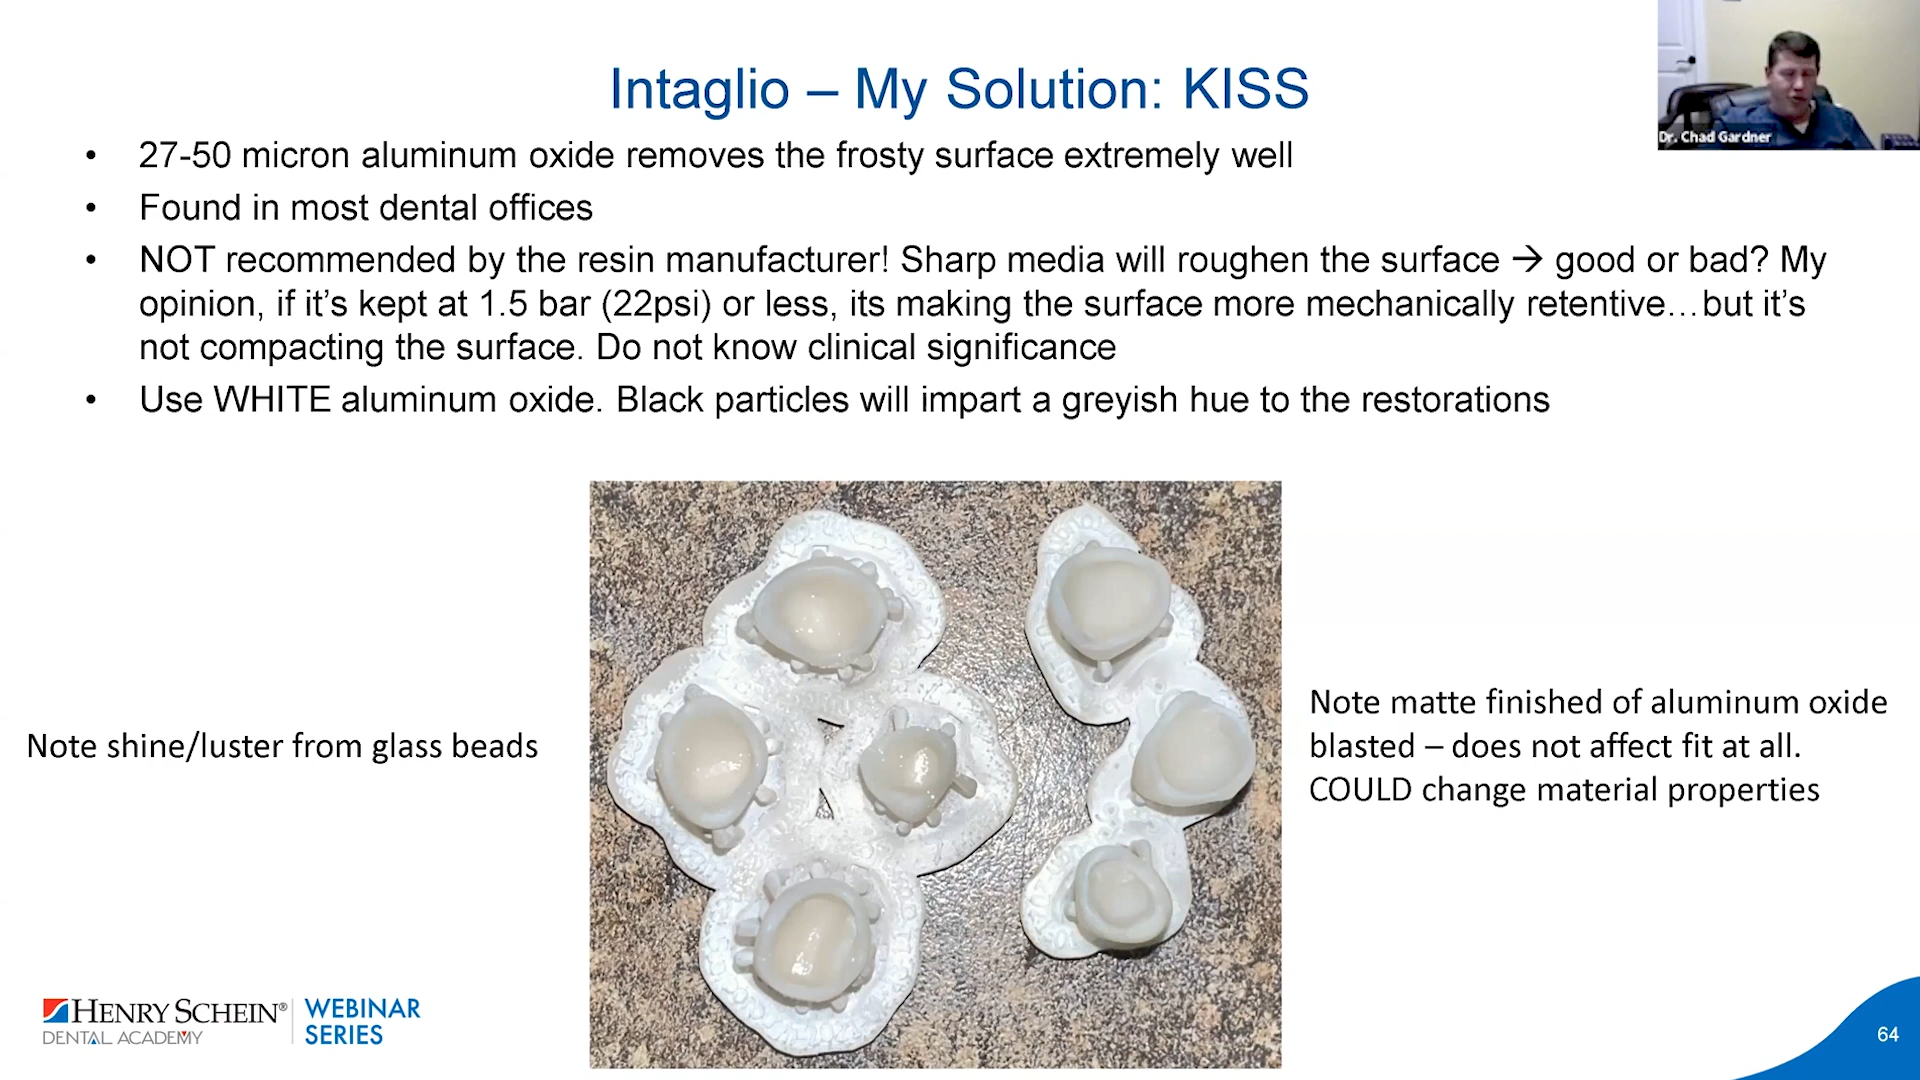 Intaglio – My Solution: KISS
Dr. Chad Gardner
• 27-50 micron aluminum oxide removes the frosty surface extremely well
• Found in most dental offices
• NOT recommended by the resin manufacturer! Sharp media will roughen the surface → good or bad? My
opinion, if it’s kept at 1.5 bar (22psi) or less, its making the surface more mechanically retentive…but it’s
not compacting the surface. Do not know clinical significance
• Use WHITE aluminum oxide. Black particles will impart a greyish hue to the restorations
Note shine/luster from glass beads
Note matte finished of aluminum oxide
blasted – does not affect fit at all.
COULD change material properties
HENRY SCHEIN®
DENTAL ACADEMY
WEBINAR
SERIES
64